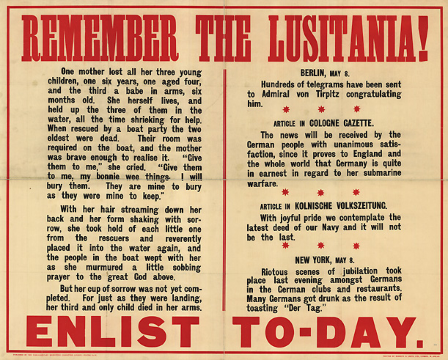 REMEMBER THE LUSITANIA!
One mother lost all her three young
children, one six years, one aged four,
and the third a babe in arms, six
months old. She herself lives, and
held up the three of them in the
water, all the time shrieking for help.
When rescued by a boat party the two
eldest were dead. Their room was
required on the boat, and the mother
was brave enough to realise it. "Give
them to me," she cried. "Give them
to me, my bonnie wee things. I will
bury them. They are mine to bury
as they were mine to keep."
With her hair streaming down her
back and her form shaking with sor-
row, she took hold of each little one
from the rescuers and reverently
placed it into the water again, and
the people in the boat wept with her
as she murmured a little sobbing
prayer to the great God above.
But her cup of sorrow was not yet com-
pleted. For just as they were landing,
her third and only child died in her arms.
BERLIN, MAY 8.
Hundreds of telegrams have been sent
to Admiral von Tirpitz congratulating
him.
ARTICLE IN COLOGNE GAZETTE.
The news will be received by the
German people with unanimous satis-
faction, since it proves to England and
the whole world that Germany is quite
in earnest in regard to her submarine
warfare.
ARTICLE IN KOLNISCHE VOLKSZEITUNG.
With joyful pride we contemplate the
latest deed of our Navy and it will not
be the last.
NEW YORK, MAY 8.
Riotous scenes of jubilation took
place last evening amongst Germans
in the German clubs and restaurants.
Many Germans got drunk as the result of
toasting "Der Tag."
ENLIST TO-DAY.